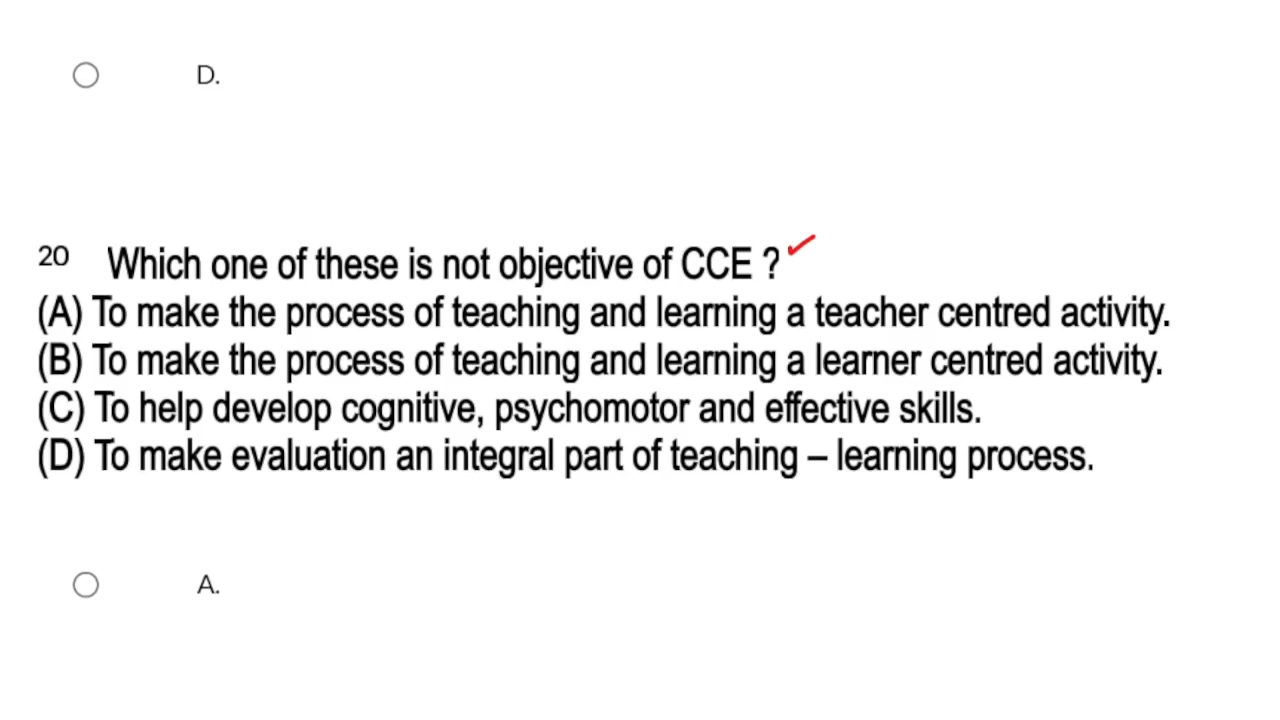 D.
20 Which one of these is not objective of CCE ?
(A) To make the process of teaching and learning a teacher centred activity.
(B) To make the process of teaching and learning a learner centred activity.
(C) To help develop cognitive, psychomotor and effective skills.
(D) To make evaluation an integral part of teaching – learning process.
A.